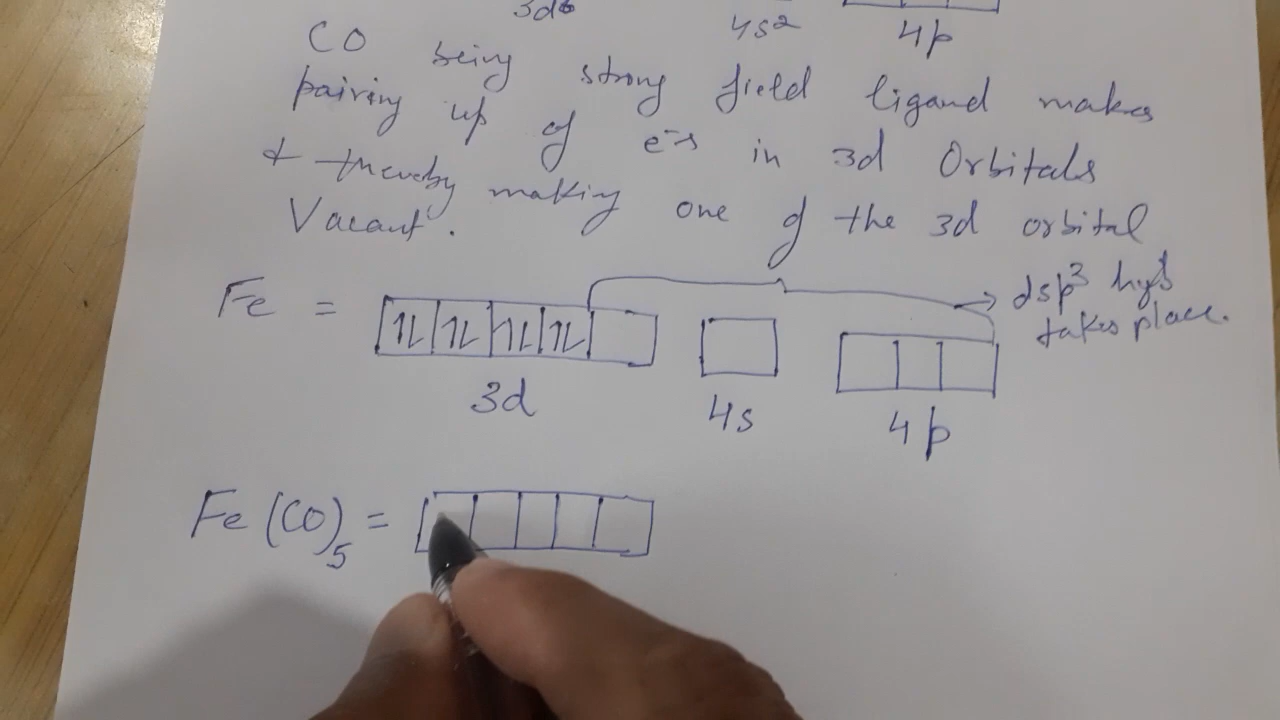 3d6 4s² 4p
CO being strong field ligand makes
pairing up of e⁻s in 3d Orbitals
& thereby making one of the 3d orbital
Vacant.
Fe = 1L 1L 1L 1L → dsp³ hyb
takes place.
3d 4s 4p
Fe(CO)₅ =